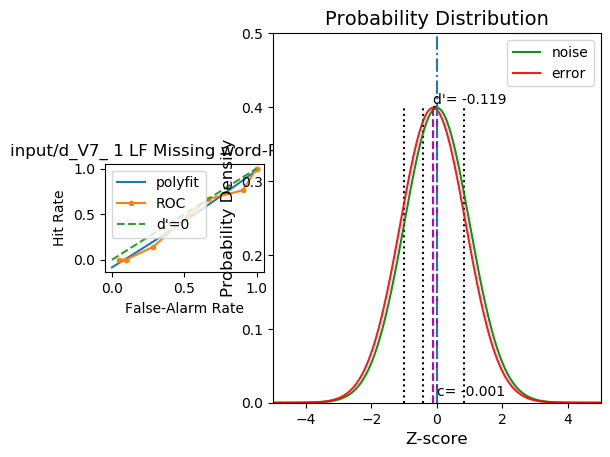 Probability Distribution
noise
error
d'= -0.119
c= -0.001
Probability Density
0.5
0.4
0.3
0.2
0.1
0.0
−4
−2
0
2
4
Z-score
input/d_V7_ 1 LF Missing word-
polyfit
ROC
d'=0
Hit Rate
1.0
0.5
0.0
0.0
0.5
1.0
False-Alarm Rate